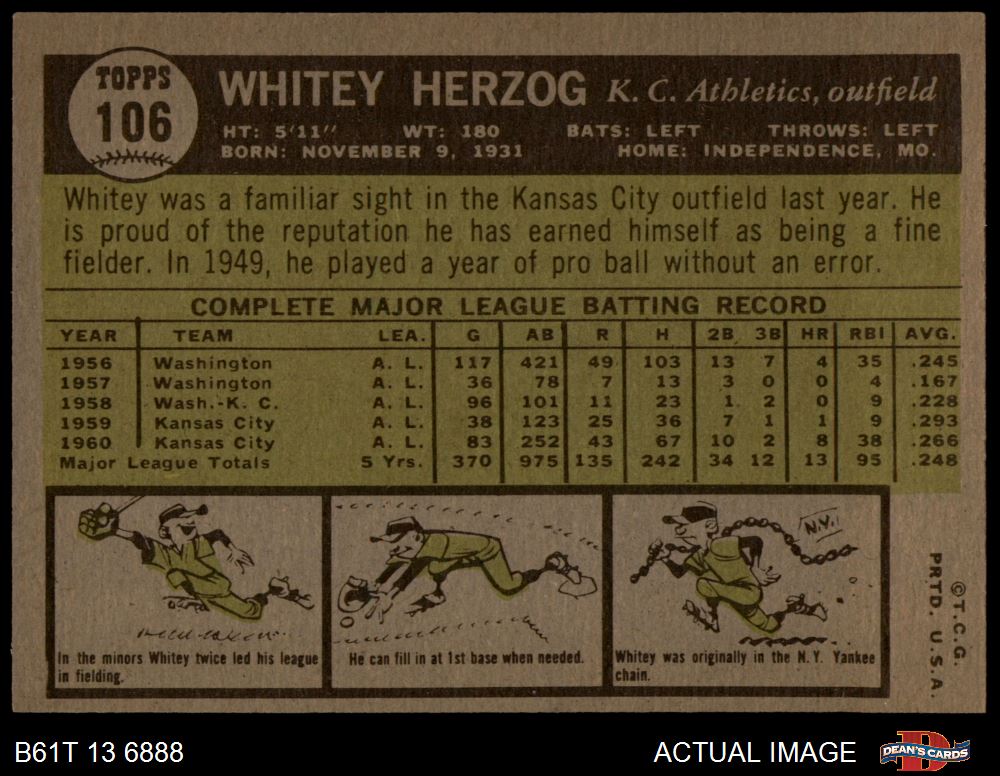 TOPPS
106
WHITEY HERZOG K. C. Athletics, outfield
HT: 5'11" WT: 180 BATS: LEFT THROWS: LEFT
BORN: NOVEMBER 9, 1931 HOME: INDEPENDENCE, MO.
Whitey was a familiar sight in the Kansas City outfield last year. He
is proud of the reputation he has earned himself as being a fine
fielder. In 1949, he played a year of pro ball without an error.
COMPLETE MAJOR LEAGUE BATTING RECORD
YEAR TEAM LEA. G AB R H 2B 3B HR RBI AVG.
1956 Washington A. L. 117 421 49 103 13 7 4 35 .245
1957 Washington A. L. 36 78 7 13 3 0 0 4 .167
1958 Wash.-K. C. A. L. 96 101 11 23 1 2 0 9 .228
1959 Kansas City A. L. 38 123 25 36 7 1 1 9 .293
1960 Kansas City A. L. 83 252 43 67 10 2 8 38 .266
Major League Totals 5 Yrs. 370 975 135 242 34 12 13 95 .248
N.Y.
In the minors Whitey twice led his league
in fielding.
He can fill in at 1st base when needed.
Whitey was originally in the N.Y. Yankee
chain.
©T.C.G.
PRTD. U.S.A.
B61T 13 6888
ACTUAL IMAGE
DEAN'S CARDS